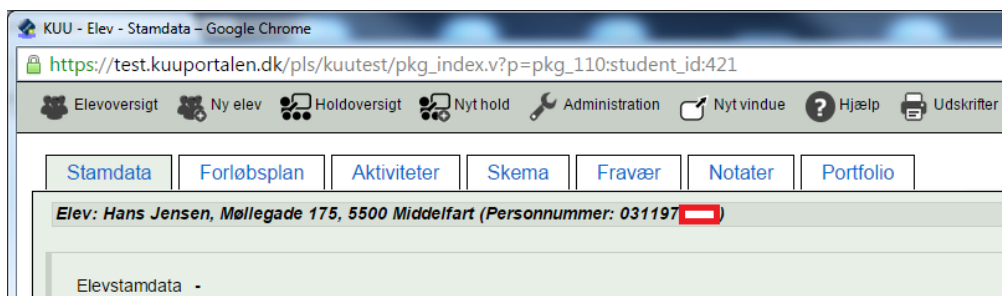 KUU - Elev - Stamdata – Google Chrome
https://test.kuuportalen.dk/pls/kuutest/pkg_index.v?p=pkg_110:student_id:421
Elevoversigt Ny elev Holdoversigt Nyt hold Administration Nyt vindue Hjælp Udskrifter
Stamdata Forløbsplan Aktiviteter Skema Fravær Notater Portfolio
Elev: Hans Jensen, Møllegade 175, 5500 Middelfart (Personnummer: 031197 )
Elevstamdata -